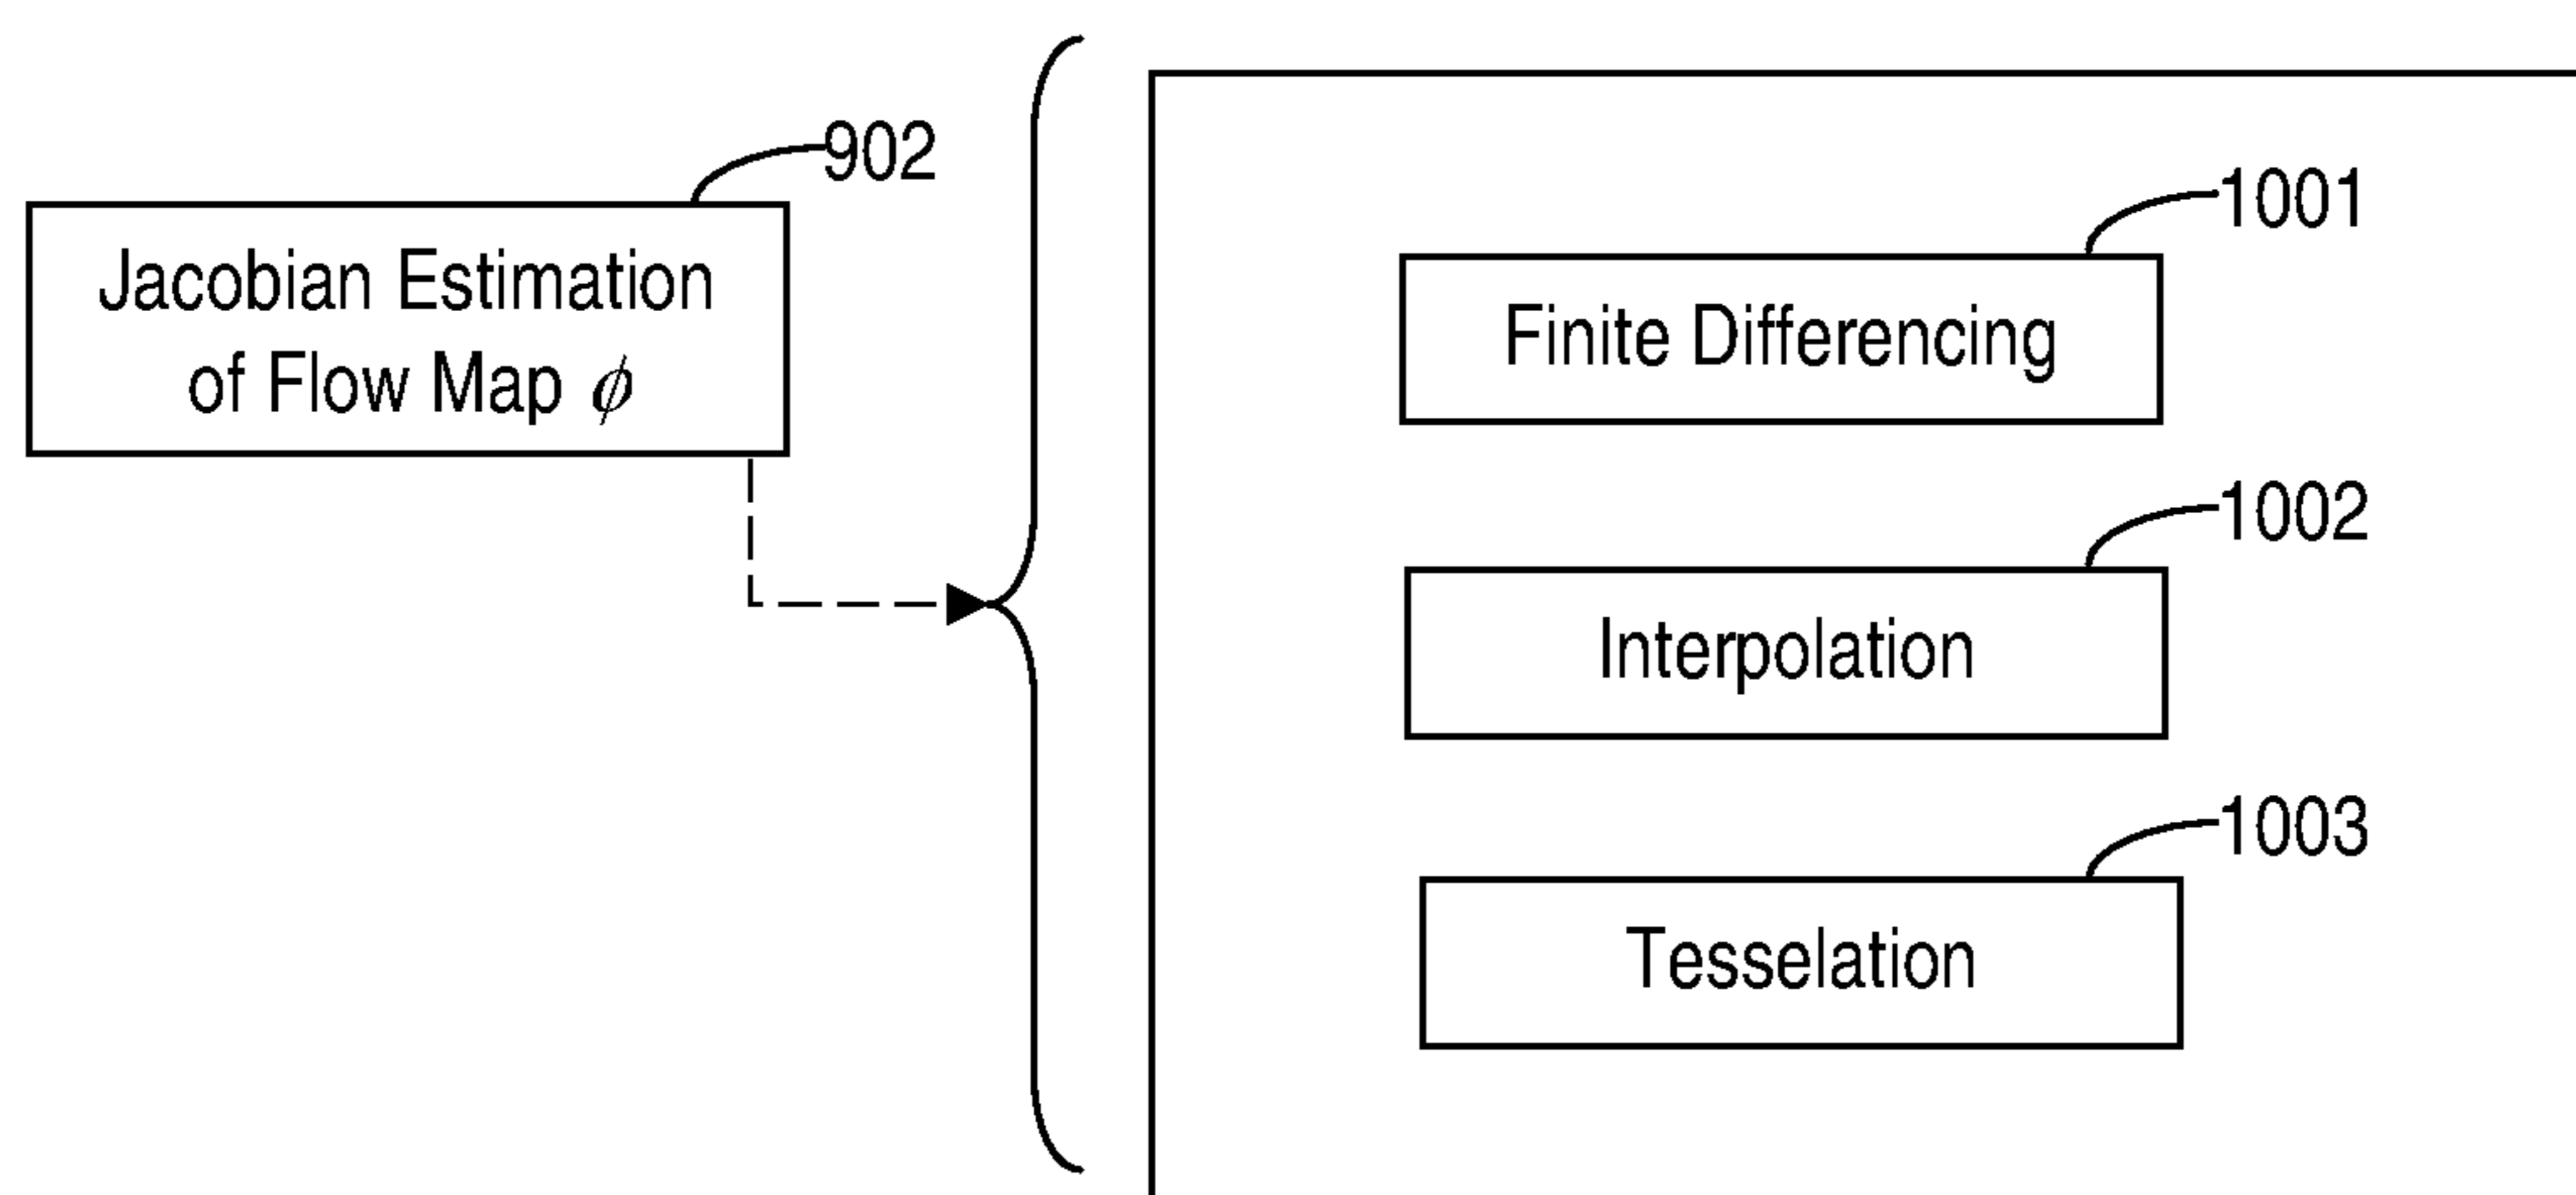 902
Jacobian Estimation
of Flow Map ϕ
1001
Finite Differencing
1002
Interpolation
1003
Tesselation